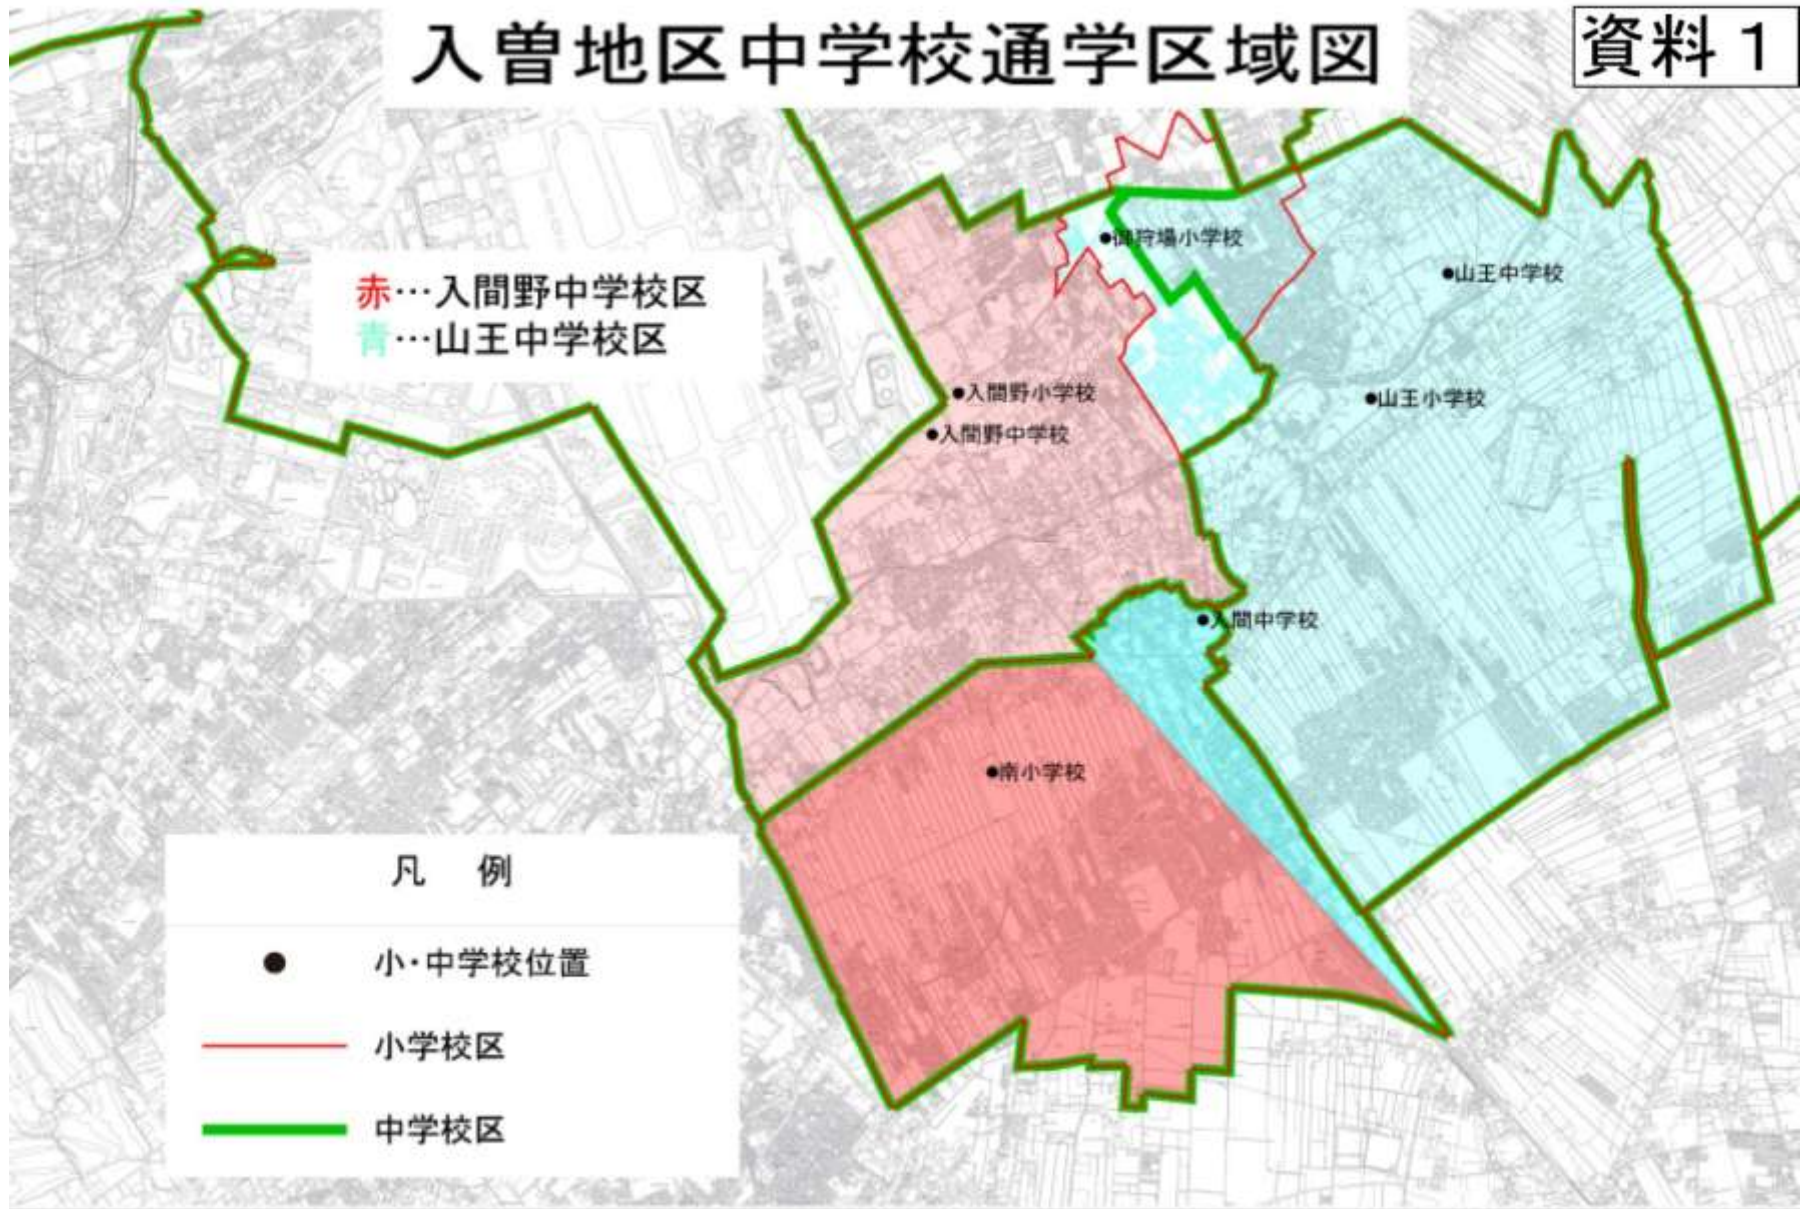 入曽地区中学校通学区域図
資料1
赤…入間野中学校区
青…山王中学校区
●御狩場小学校
●山王中学校
●入間野小学校
●山王小学校
●入間野中学校
●入間中学校
●南小学校
凡 例
● 小・中学校位置
小学校区
中学校区